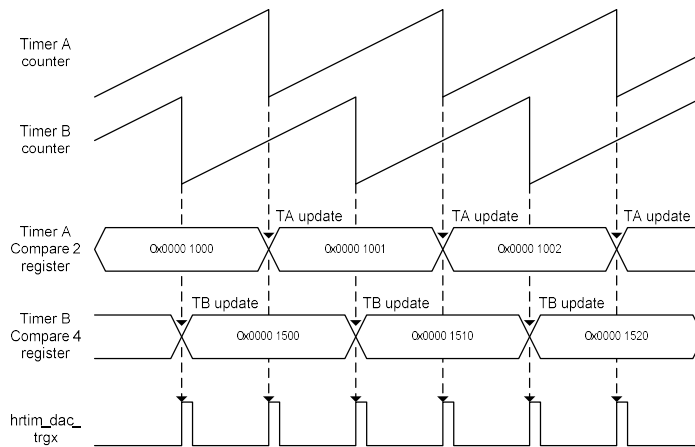 Timer A
counter
Timer B
counter
TA update
TA update
TA update
Timer A
Compare 2
register
0x0000 1000
0x0000 1001
0x0000 1002
TB update
TB update
TB update
Timer B
Compare 4
register
0x0000 1500
0x0000 1510
0x0000 1520
hrtim_dac_
trgx